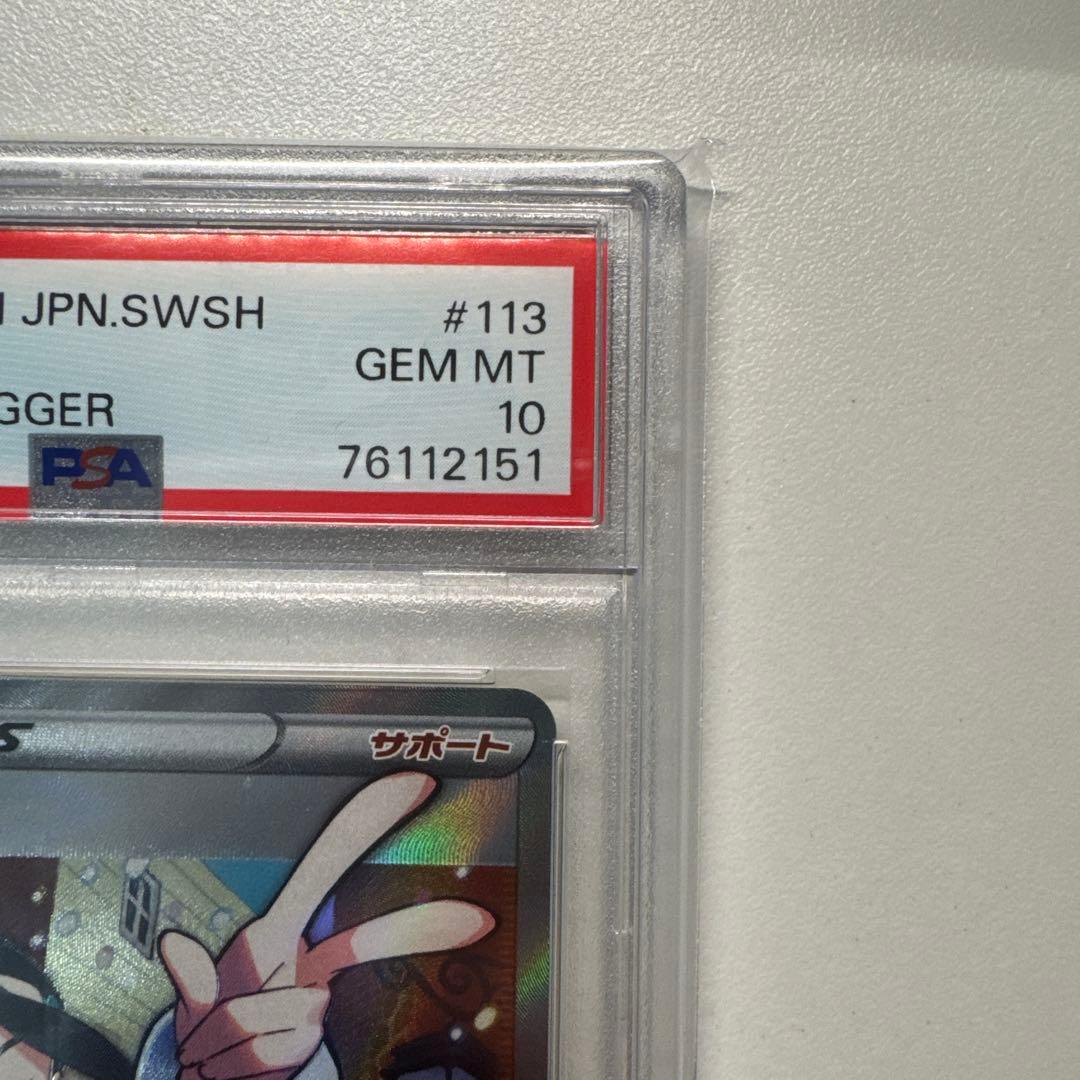 JPN.SWSH #113
GEM MT
GGER 10
PSA 76112151
サポート